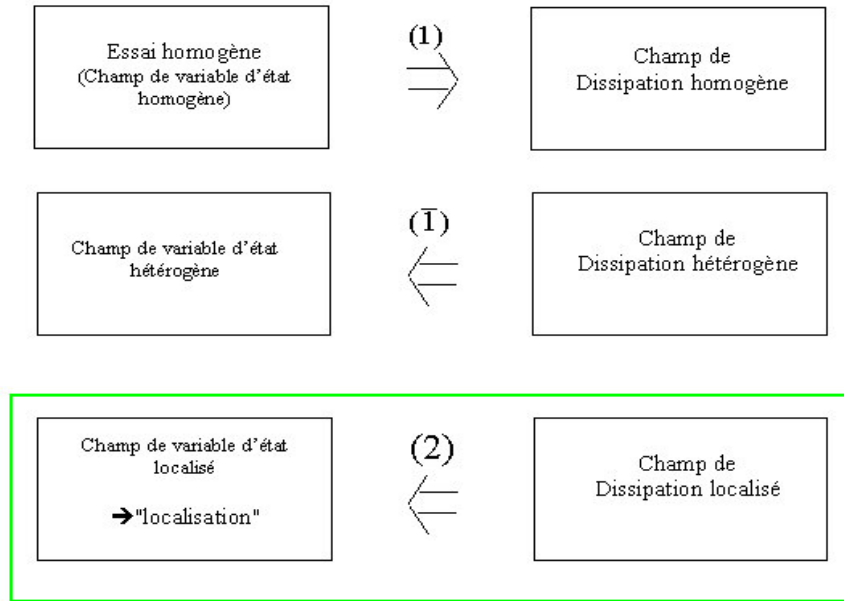 Essai homogène
(Champ de variable d'état
homogène)
(1)
Champ de
Dissipation homogène
Champ de variable d'état
hétérogène
(1̅)
Champ de
Dissipation hétérogène
Champ de variable d'état
localisé
➔"localisation"
(2)
Champ de
Dissipation localisé